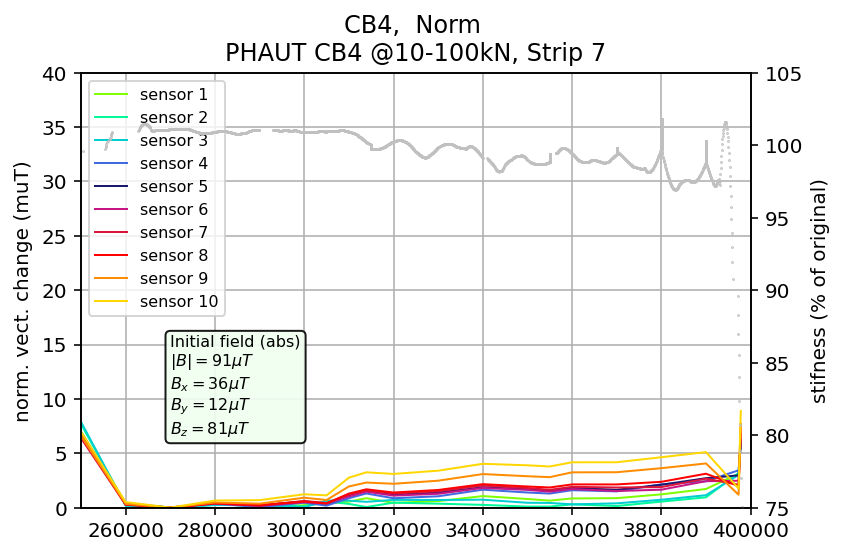 CB4, Norm
PHAUT CB4 @10-100kN, Strip 7
norm. vect. change (muT)
40
35
30
25
20
15
10
5
0
sensor 1
sensor 2
sensor 3
sensor 4
sensor 5
sensor 6
sensor 7
sensor 8
sensor 9
sensor 10
Initial field (abs)
|B| = 91μT
Bₓ = 36μT
B_y = 12μT
B_z = 81μT
105
100
95
90
85
80
75
stifness (% of original)
260000 280000 300000 320000 340000 360000 380000 400000